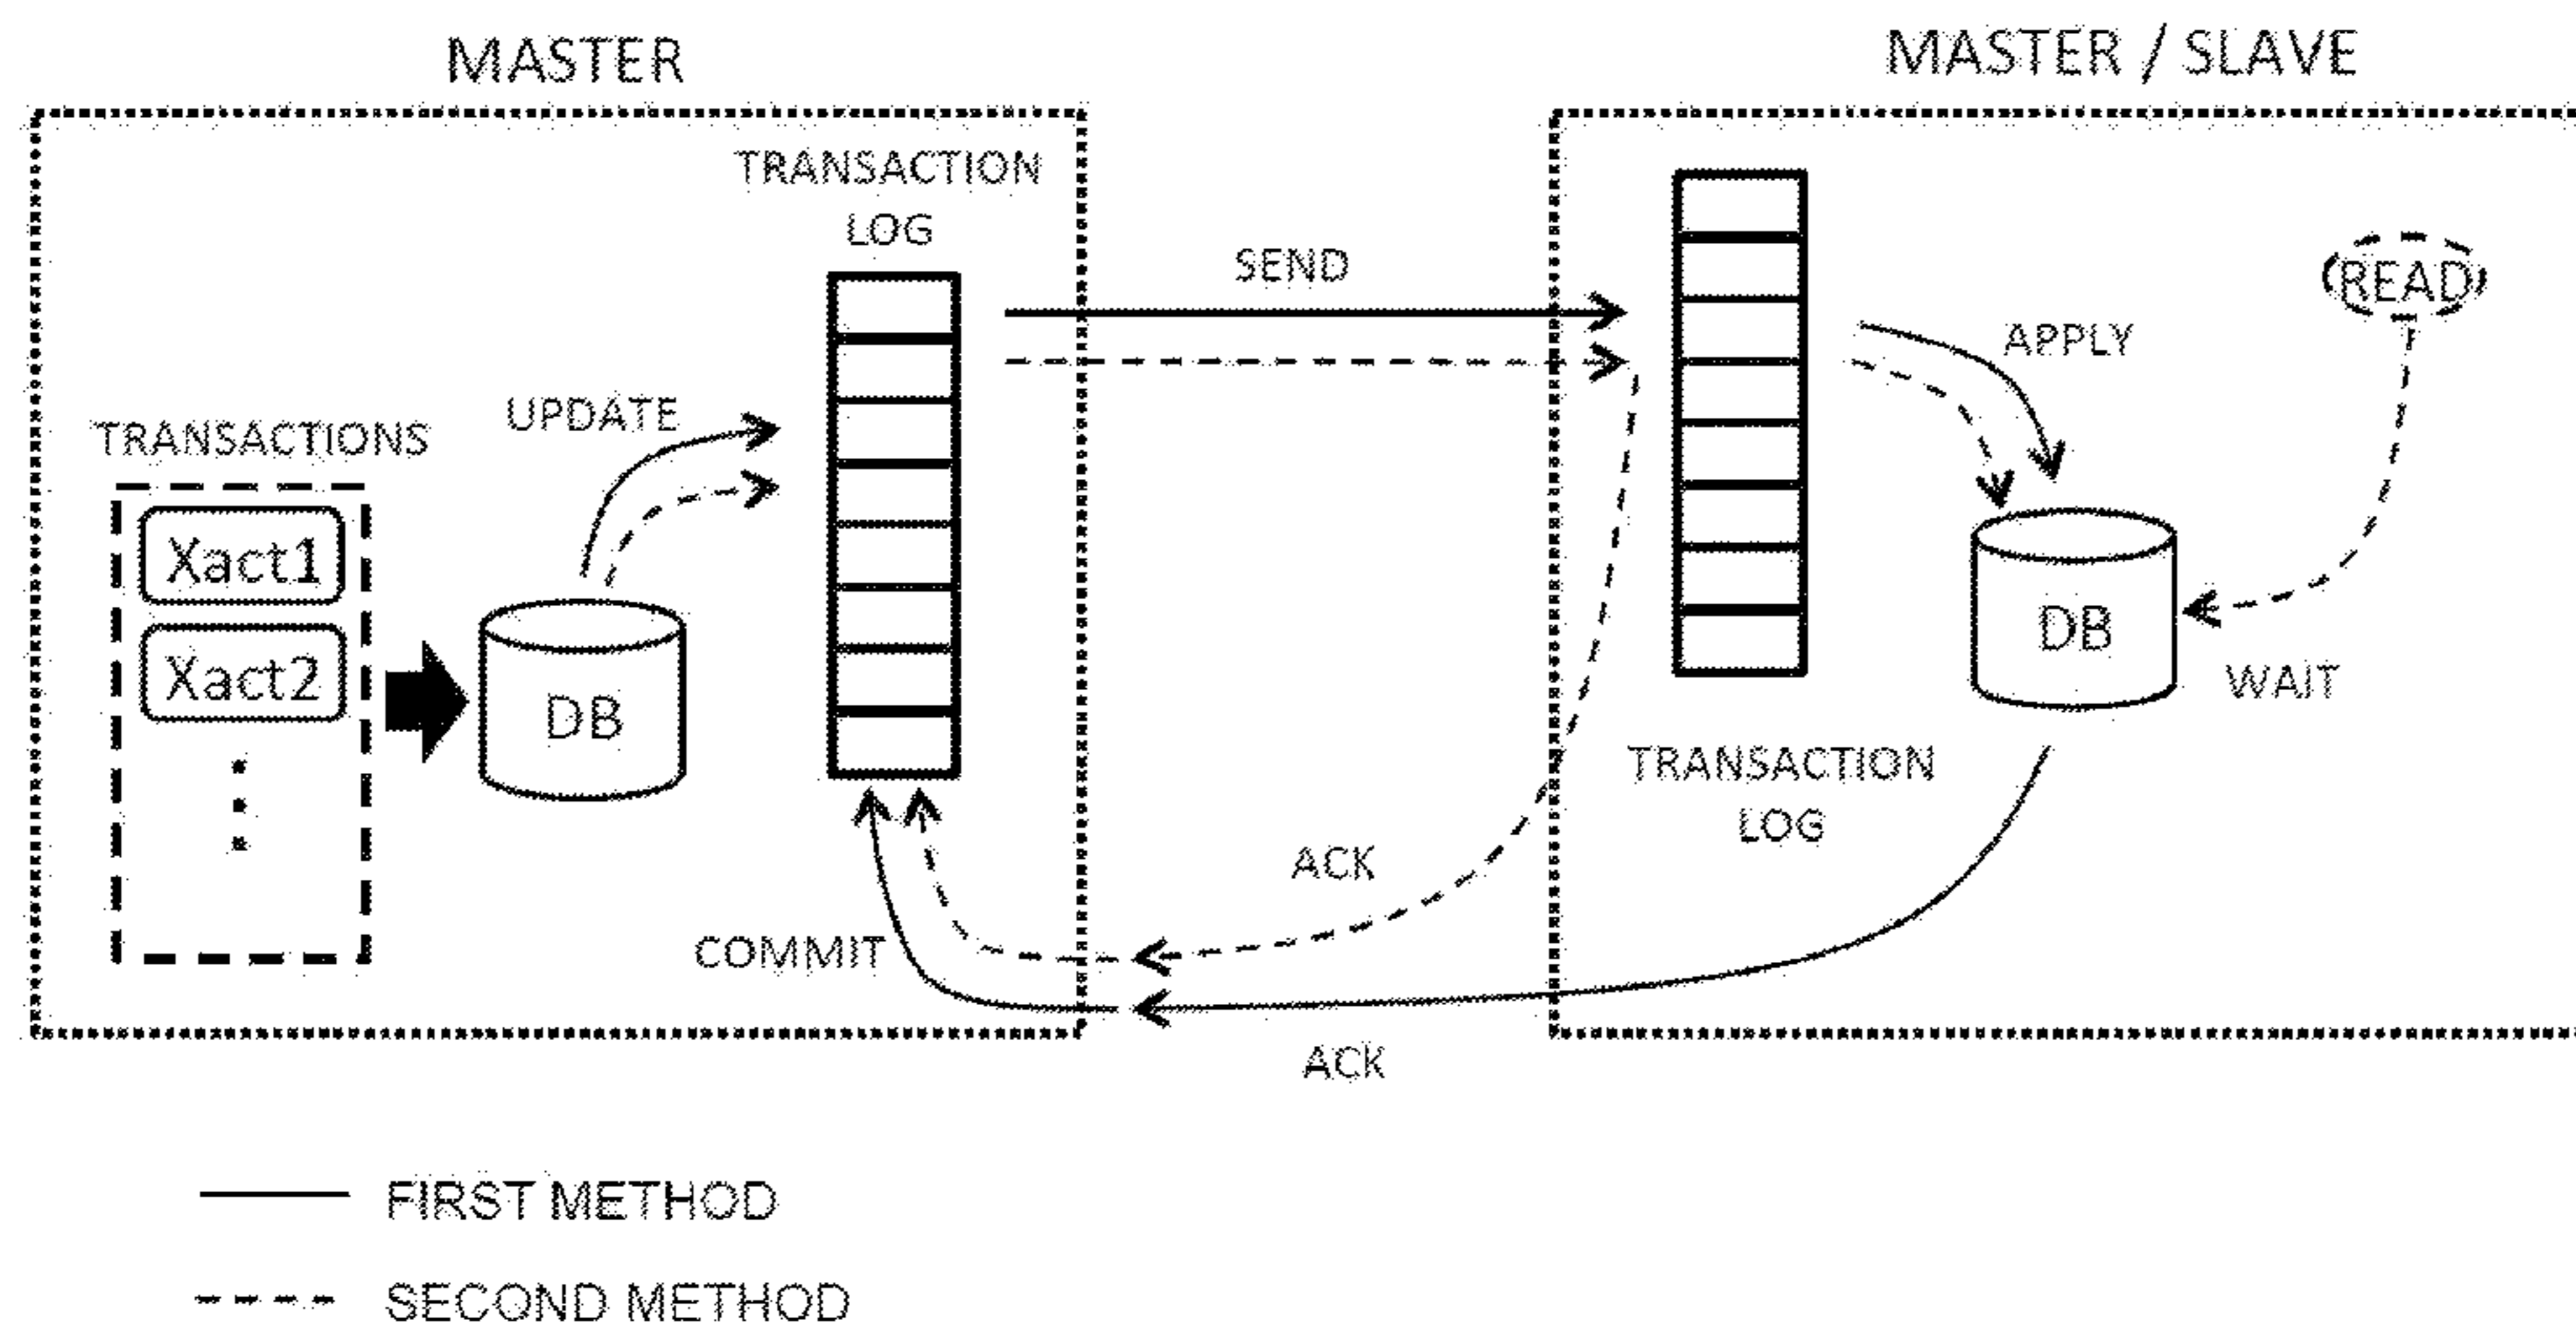 MASTER
MASTER / SLAVE
TRANSACTION
LOG
SEND
READ
APPLY
UPDATE
TRANSACTIONS
Xact1
Xact2
DB
DB
WAIT
TRANSACTION
LOG
ACK
COMMIT
ACK
FIRST METHOD
SECOND METHOD